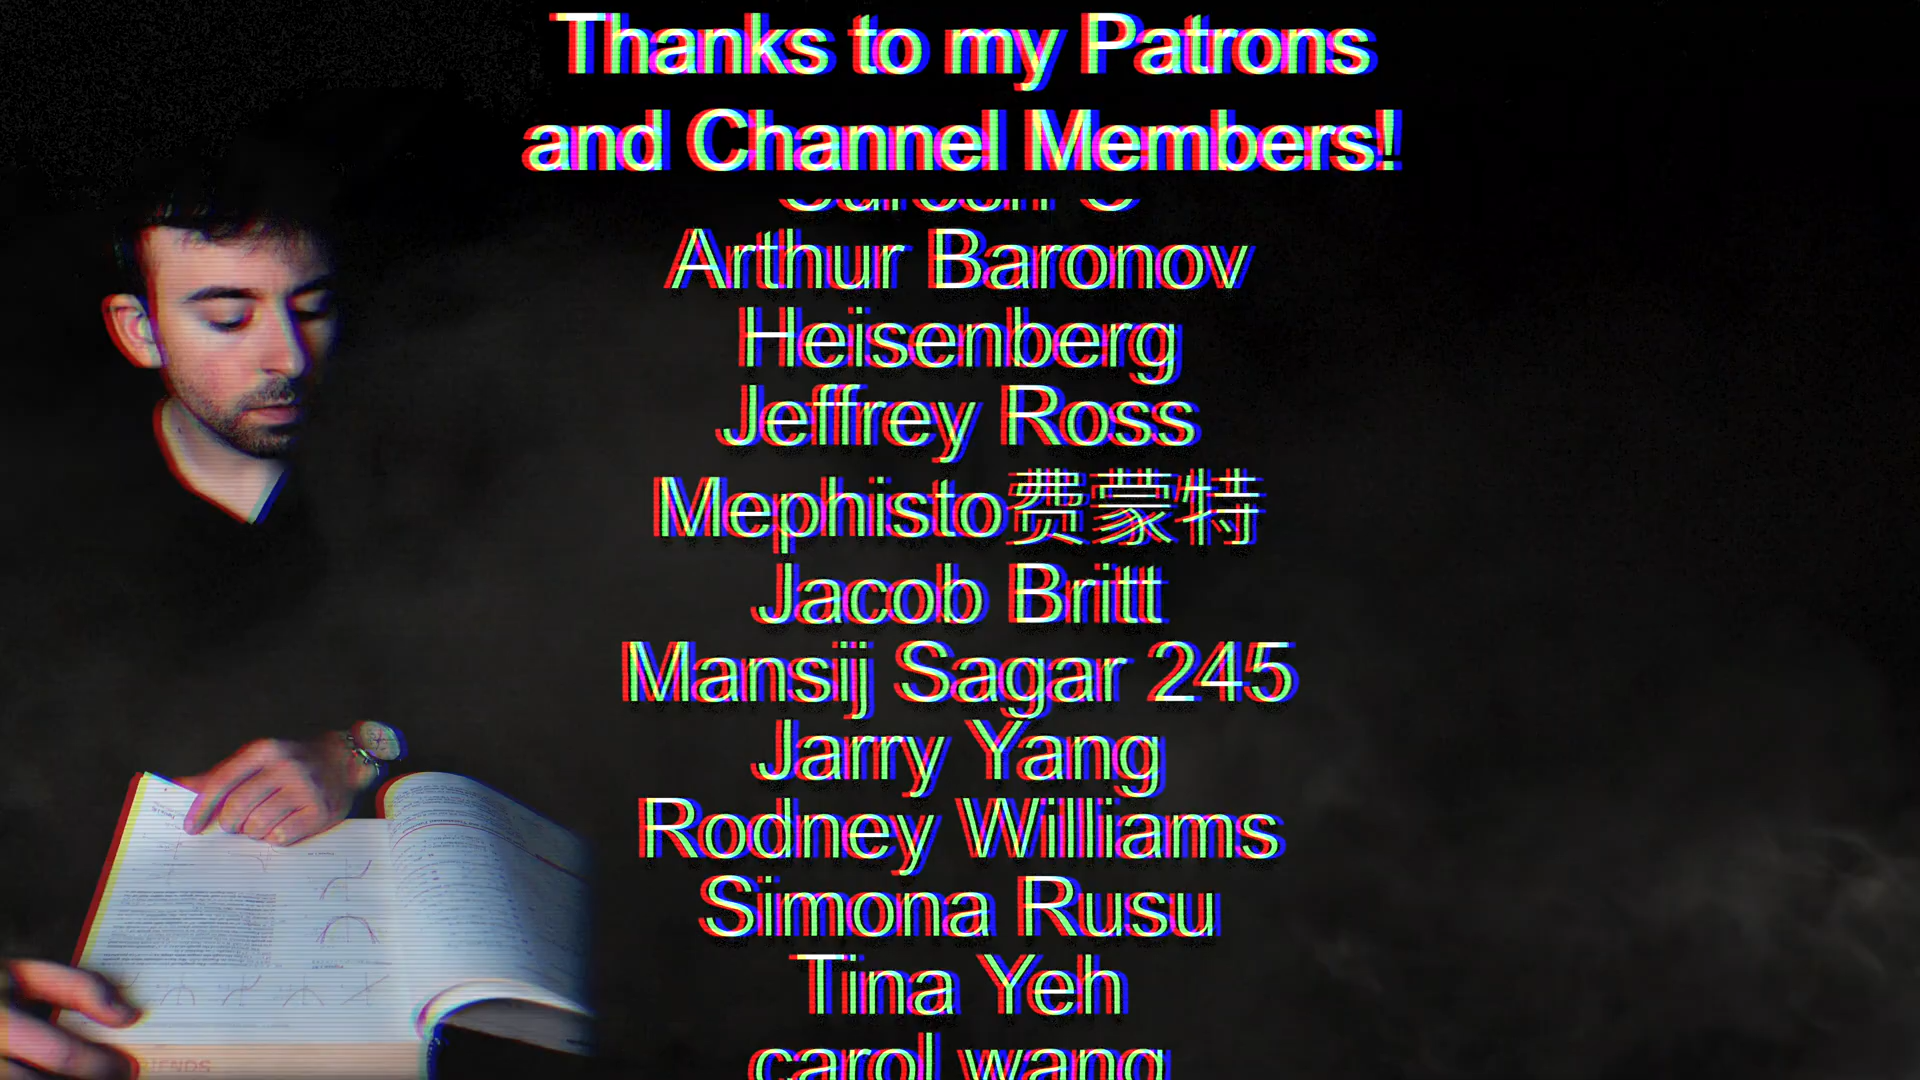 Thanks to my Patrons
and Channel Members!
Arthur Baronov
Heisenberg
Jeffrey Ross
Mephisto费蒙特
Jacob Britt
Mansij Sagar 245
Jarry Yang
Rodney Williams
Simona Rusu
Tina Yeh
carol wang